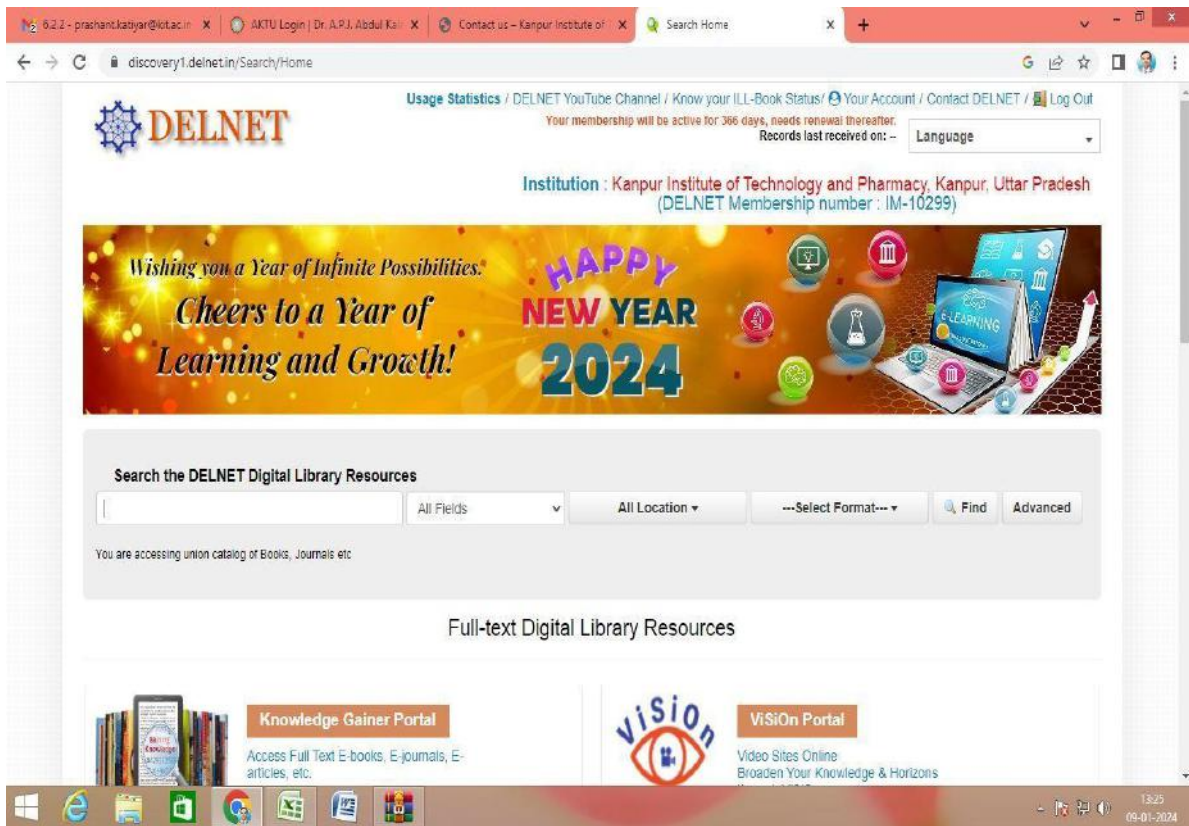 6.2.2 - prashant.katiyar@kit.ac.in
AKTU Login | Dr. A.P.J. Abdul Kal
Contact us – Kanpur Institute of
Search Home
discovery1.delnet.in/Search/Home
DELNET
Usage Statistics / DELNET YouTube Channel / Know your ILL-Book Status/ Your Account / Contact DELNET / Log Out
Your membership will be active for 366 days, needs renewal thereafter.
Records last received on: --
Language
Institution : Kanpur Institute of Technology and Pharmacy, Kanpur, Uttar Pradesh
(DELNET Membership number : IM-10299)
Wishing you a Year of Infinite Possibilities.
Cheers to a Year of
Learning and Growth!
HAPPY
NEW YEAR
2024
E-LEARNING
Search the DELNET Digital Library Resources
All Fields
All Location
---Select Format---
Find
Advanced
You are accessing union catalog of Books, Journals etc
Full-text Digital Library Resources
Knowledge Gainer Portal
Access Full Text E-books, E-journals, E-
articles, etc.
ViSiOn
ViSiOn Portal
Video Sites Online
Broaden Your Knowledge & Horizons
13:25
09-01-2024